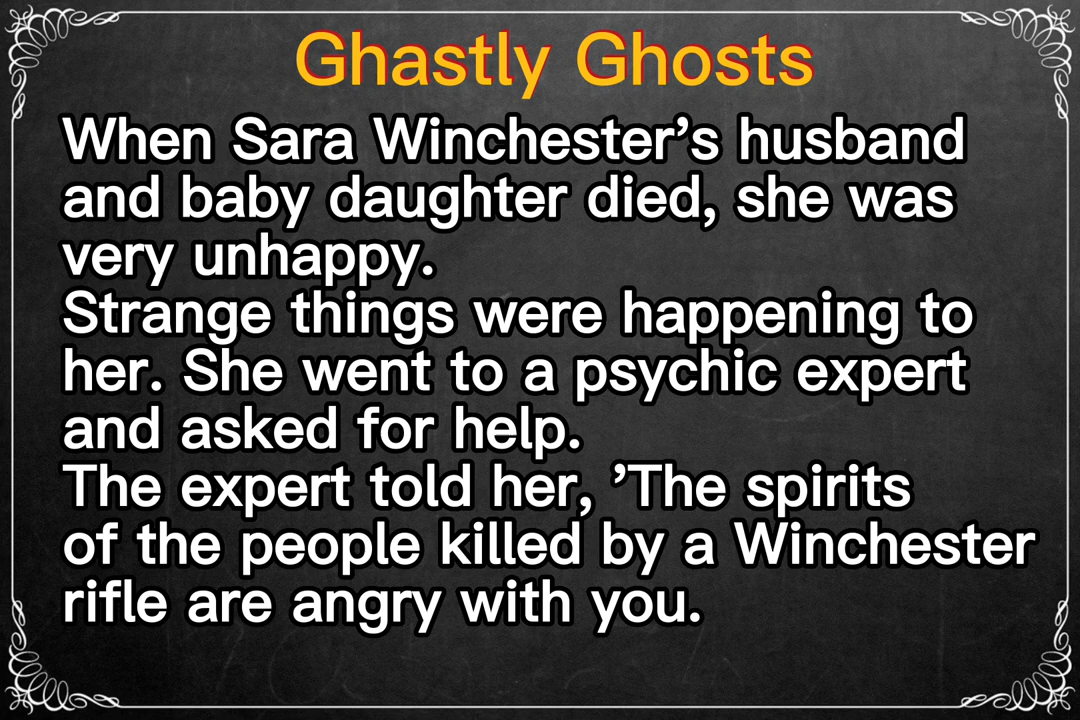 Ghastly Ghosts
When Sara Winchester’s husband
and baby daughter died, she was
very unhappy.
Strange things were happening to
her. She went to a psychic expert
and asked for help.
The expert told her, ’The spirits
of the people killed by a Winchester
rifle are angry with you.